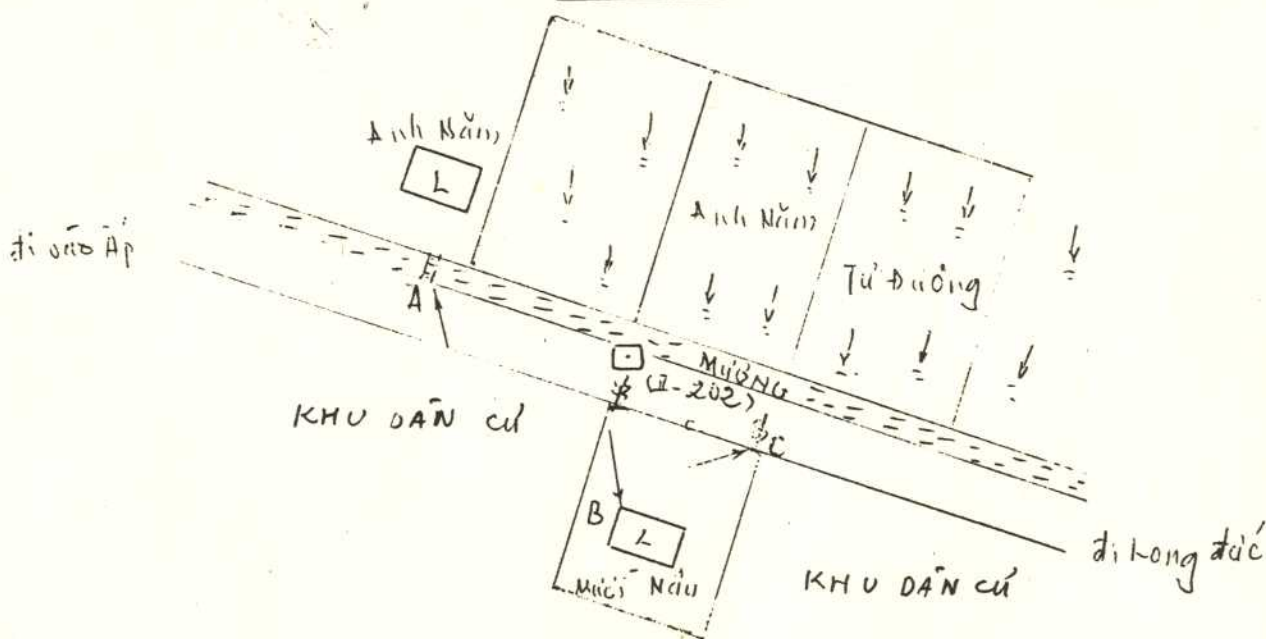 Anh Năm
L
đi vào Ấp
A
Anh Năm
Tư Đường
MƯƠNG
(II-202)
KHU DÂN CƯ
C
B
L
Mười Nâu
KHU DÂN CƯ
đi Long đức